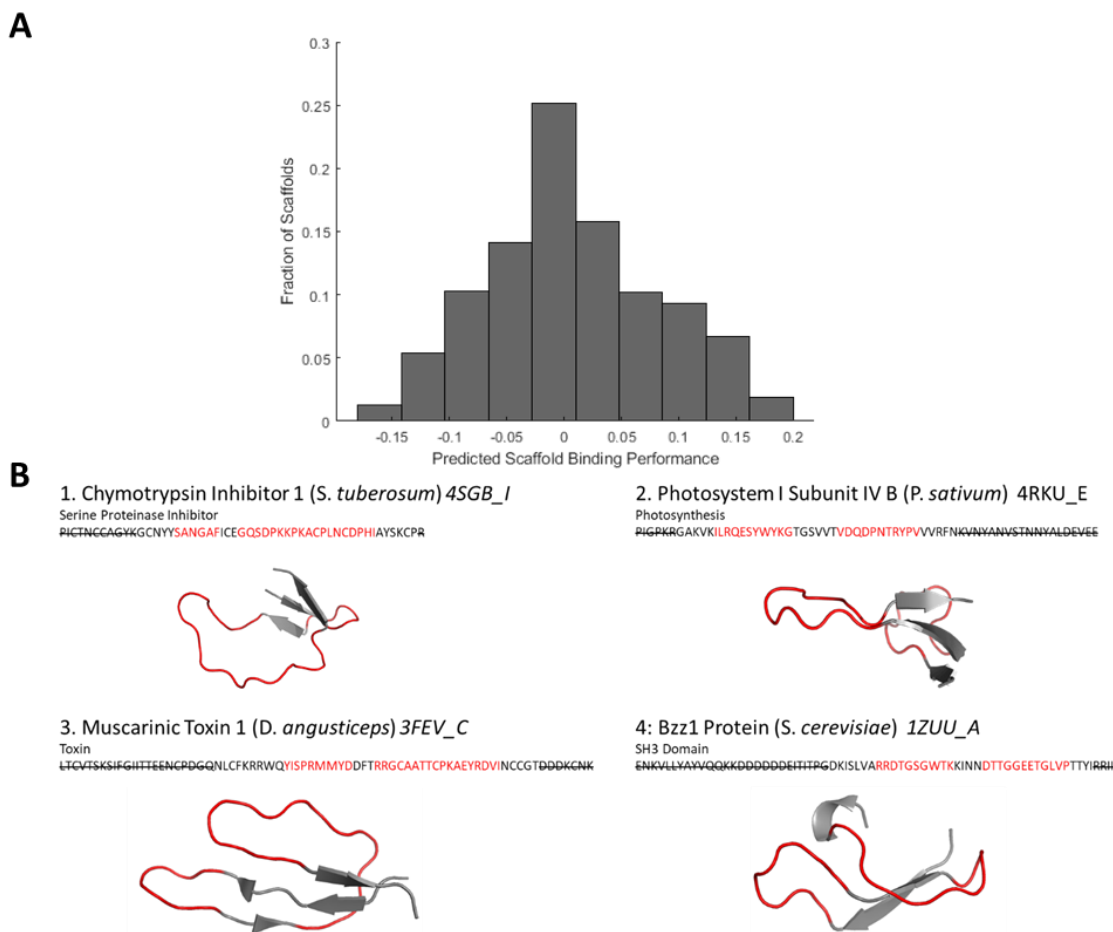 A
0.3
0.25
0.2
0.15
0.1
0.05
0
Fraction of Scaffolds
-0.15 -0.1 -0.05 0 0.05 0.1 0.15 0.2
Predicted Scaffold Binding Performance
B
1. Chymotrypsin Inhibitor 1 (S. tuberosum) 4SGB_I
Serine Proteinase Inhibitor
PICTNCCAGYKGCNYYSANGAFICEGQSDPKKPKACPLNCDPHIAYSKCPR
2. Photosystem I Subunit IV B (P. sativum) 4RKU_E
Photosynthesis
PIGPKRGAKVKILRQESYWYKGTGSVVTVDQDPNTRYPVVVRFNKVNYANVSTNNYALDEVEE
3. Muscarinic Toxin 1 (D. angusticeps) 3FEV_C
Toxin
LTCVTSKSIFGIITTEENCPDGQNLCFKRRWQYISPRMMYDDFTRRGCAATTCPKAEYRDVINCCGTDDDKCNK
4: Bzz1 Protein (S. cerevisiae) 1ZUU_A
SH3 Domain
ENKVLLYAYVQQKKDDDDDDEITITPGDKISLVARRDTGSGWTKKINNDTTGGEETGLVPTTYIRRII